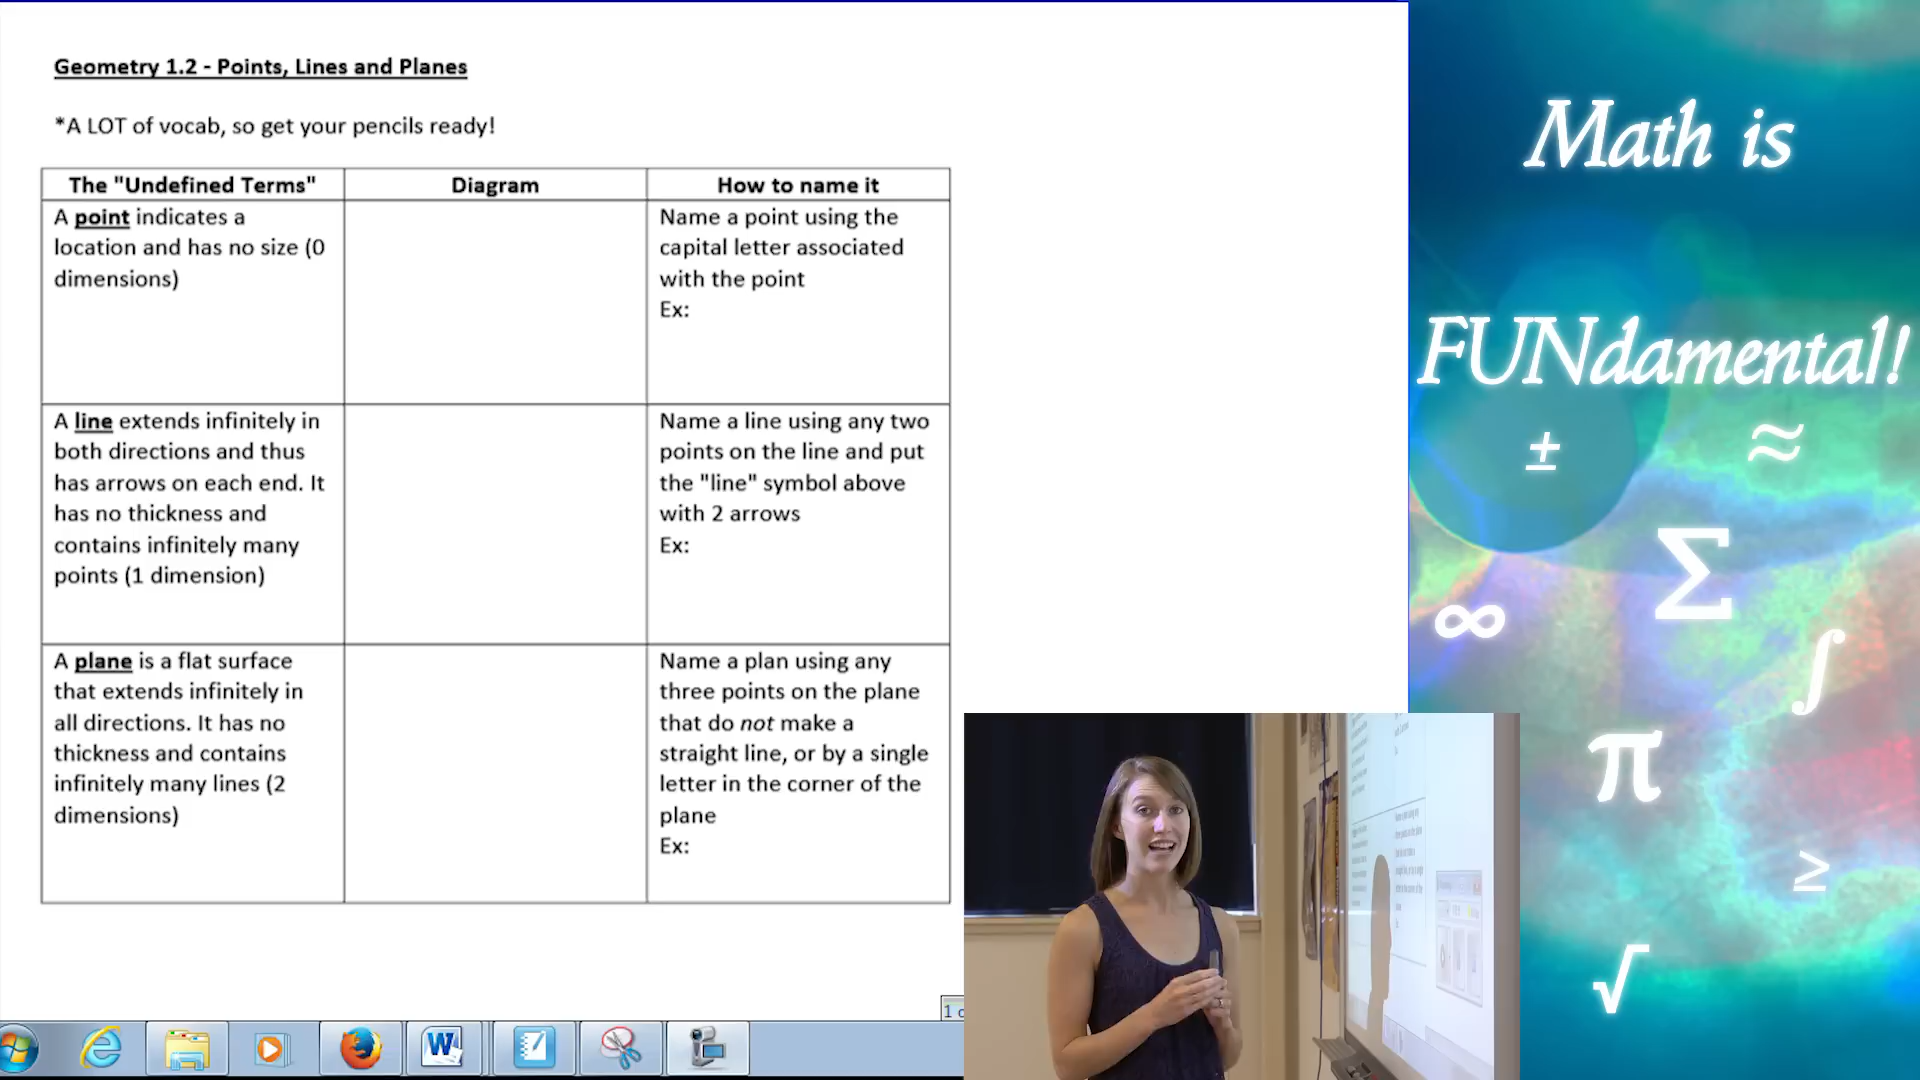 Geometry 1.2 - Points, Lines and Planes
*A LOT of vocab, so get your pencils ready!
The "Undefined Terms"
Diagram
How to name it
A point indicates a
location and has no size (0
dimensions)
Name a point using the
capital letter associated
with the point
Ex:
A line extends infinitely in
both directions and thus
has arrows on each end. It
has no thickness and
contains infinitely many
points (1 dimension)
Name a line using any two
points on the line and put
the "line" symbol above
with 2 arrows
Ex:
A plane is a flat surface
that extends infinitely in
all directions. It has no
thickness and contains
infinitely many lines (2
dimensions)
Name a plan using any
three points on the plane
that do not make a
straight line, or by a single
letter in the corner of the
plane
Ex:
Math is
FUNdamental!
± ≈
Σ
∞
∫
π
≥
√